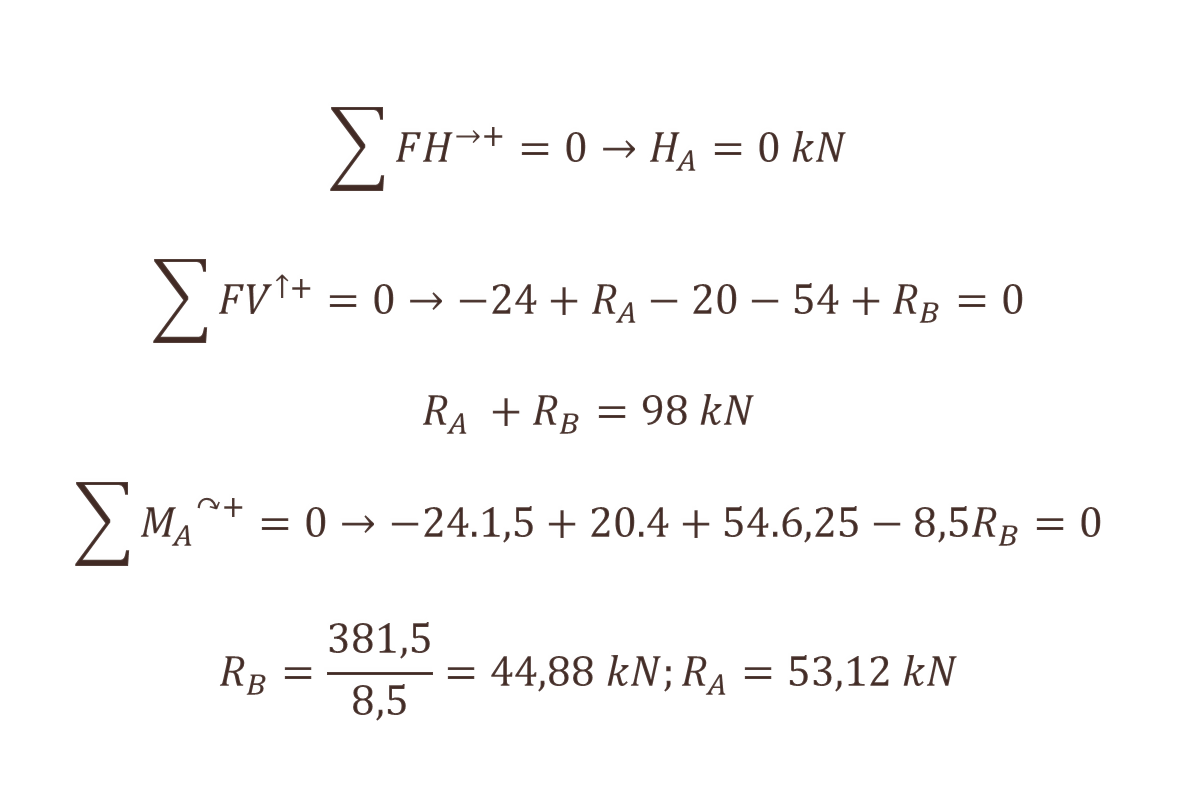 ∑ FH→+ = 0 → H_A = 0 kN
∑ FV↑+ = 0 → −24 + R_A − 20 − 54 + R_B = 0
R_A + R_B = 98 kN
∑ M_A↷+ = 0 → −24.1,5 + 20.4 + 54.6,25 − 8,5R_B = 0
R_B = 381,5/8,5 = 44,88 kN; R_A = 53,12 kN